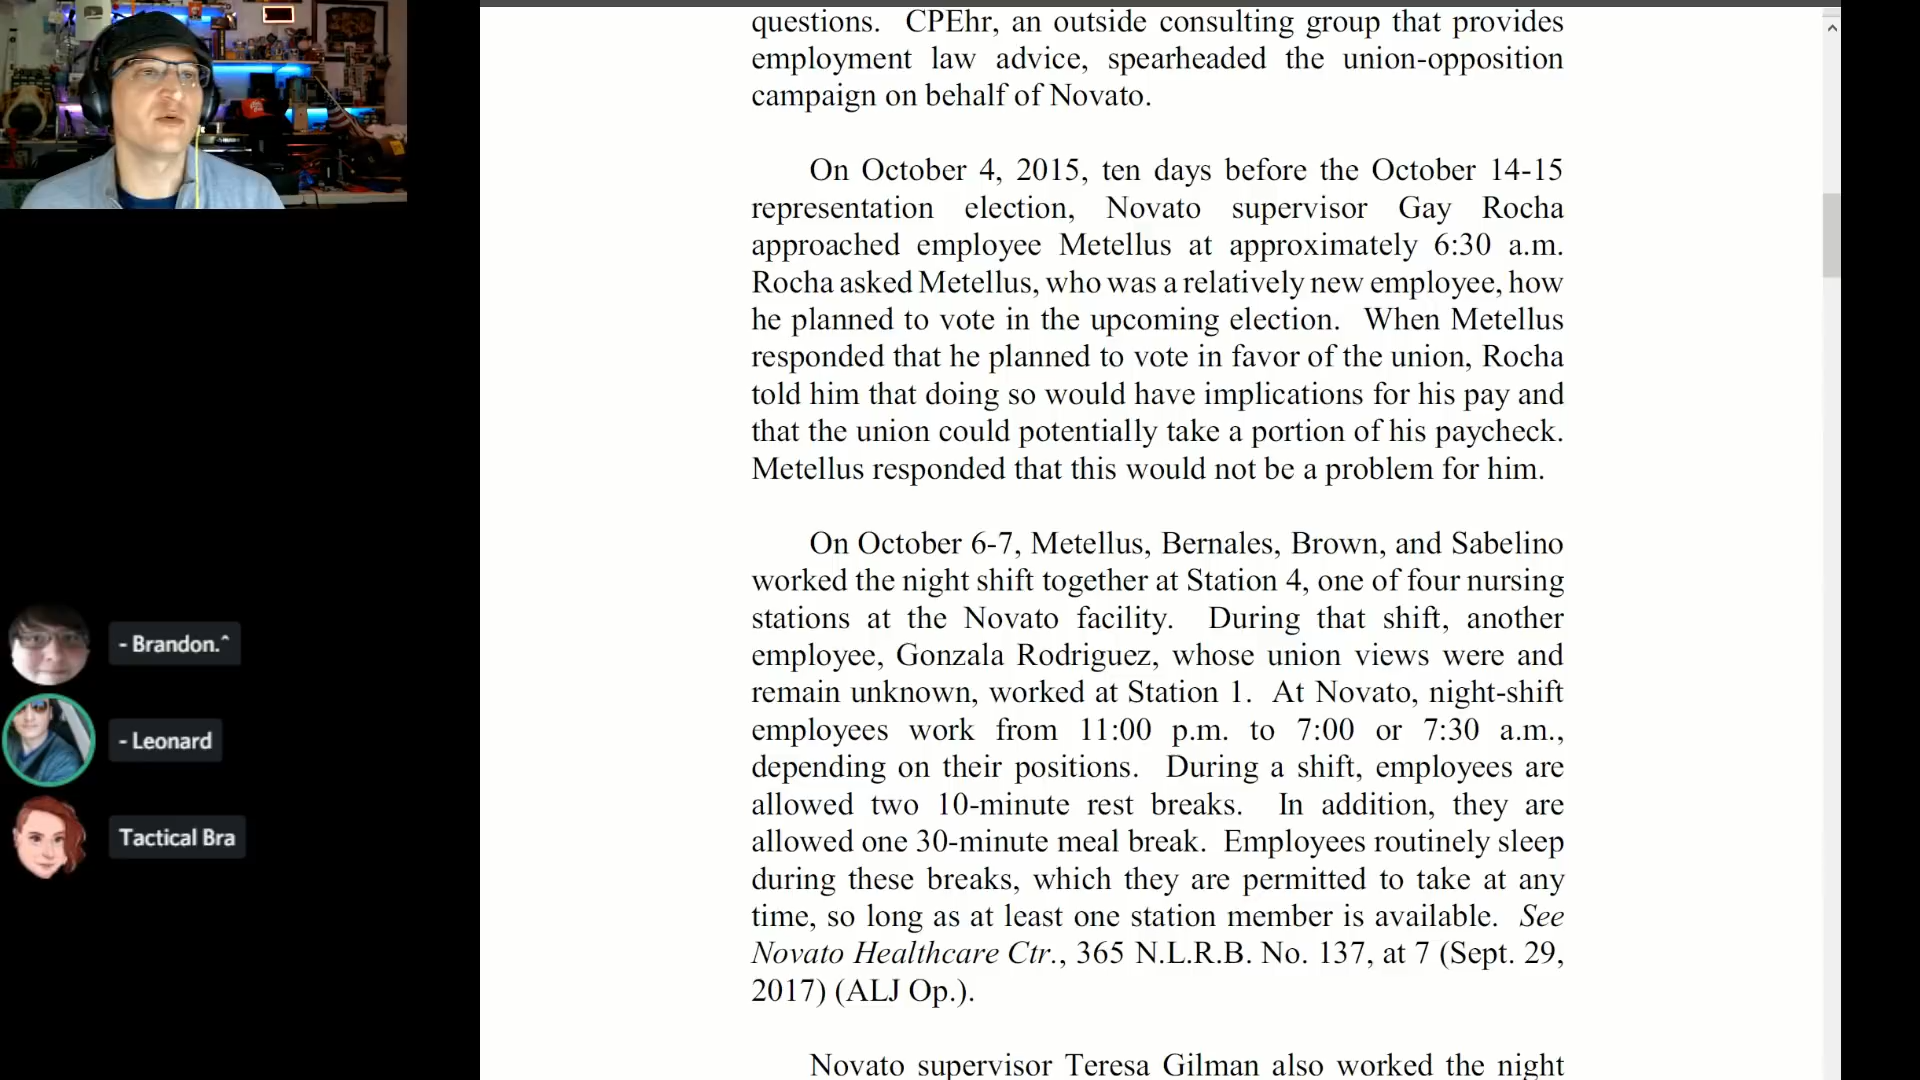 questions. CPEhr, an outside consulting group that provides
employment law advice, spearheaded the union-opposition
campaign on behalf of Novato.
On October 4, 2015, ten days before the October 14-15
representation election, Novato supervisor Gay Rocha
approached employee Metellus at approximately 6:30 a.m.
Rocha asked Metellus, who was a relatively new employee, how
he planned to vote in the upcoming election. When Metellus
responded that he planned to vote in favor of the union, Rocha
told him that doing so would have implications for his pay and
that the union could potentially take a portion of his paycheck.
Metellus responded that this would not be a problem for him.
On October 6-7, Metellus, Bernales, Brown, and Sabelino
worked the night shift together at Station 4, one of four nursing
stations at the Novato facility. During that shift, another
employee, Gonzala Rodriguez, whose union views were and
remain unknown, worked at Station 1. At Novato, night-shift
employees work from 11:00 p.m. to 7:00 or 7:30 a.m.,
depending on their positions. During a shift, employees are
allowed two 10-minute rest breaks. In addition, they are
allowed one 30-minute meal break. Employees routinely sleep
during these breaks, which they are permitted to take at any
time, so long as at least one station member is available. See
Novato Healthcare Ctr., 365 N.L.R.B. No. 137, at 7 (Sept. 29,
2017) (ALJ Op.).
Novato supervisor Teresa Gilman also worked the night
- Brandon.^
- Leonard
Tactical Bra